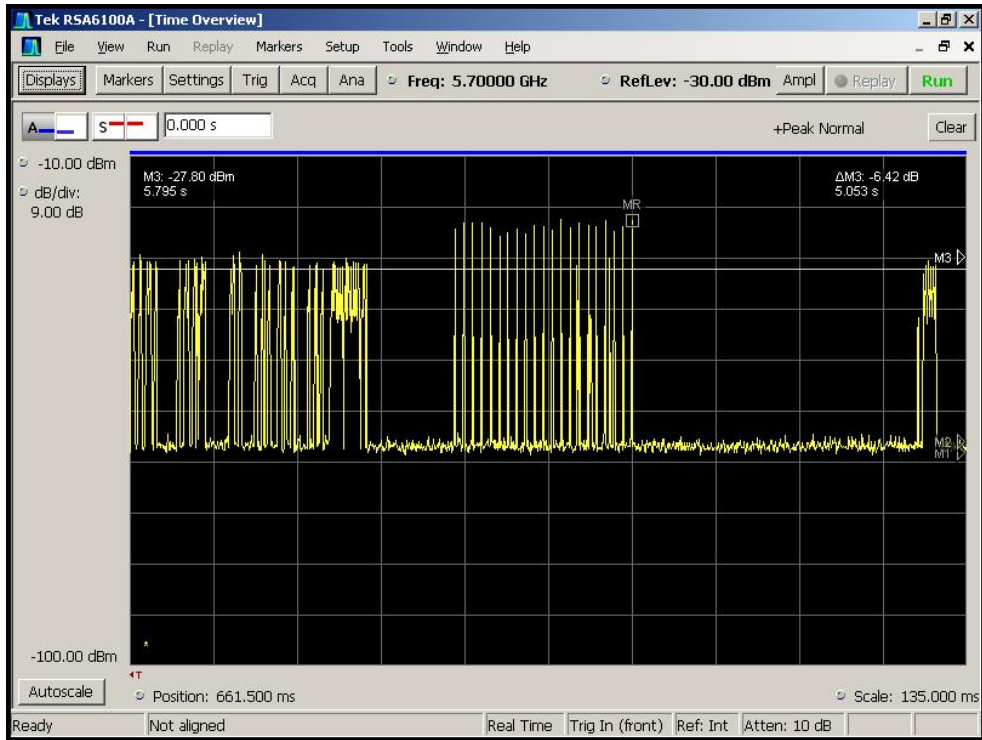 Tek RSA6100A - [Time Overview]
File View Run Replay Markers Setup Tools Window Help
Displays Markers Settings Trig Acq Ana Freq: 5.70000 GHz RefLev: -30.00 dBm Ampl Replay Run
A S 0.000 s +Peak Normal Clear
-10.00 dBm
dB/div:
9.00 dB
M3: -27.80 dBm
5.795 s
ΔM3: -6.42 dB
5.053 s
MR
M3
M2
M1
-100.00 dBm
T
Autoscale Position: 661.500 ms Scale: 135.000 ms
Ready Not aligned Real Time Trig In (front) Ref: Int Atten: 10 dB